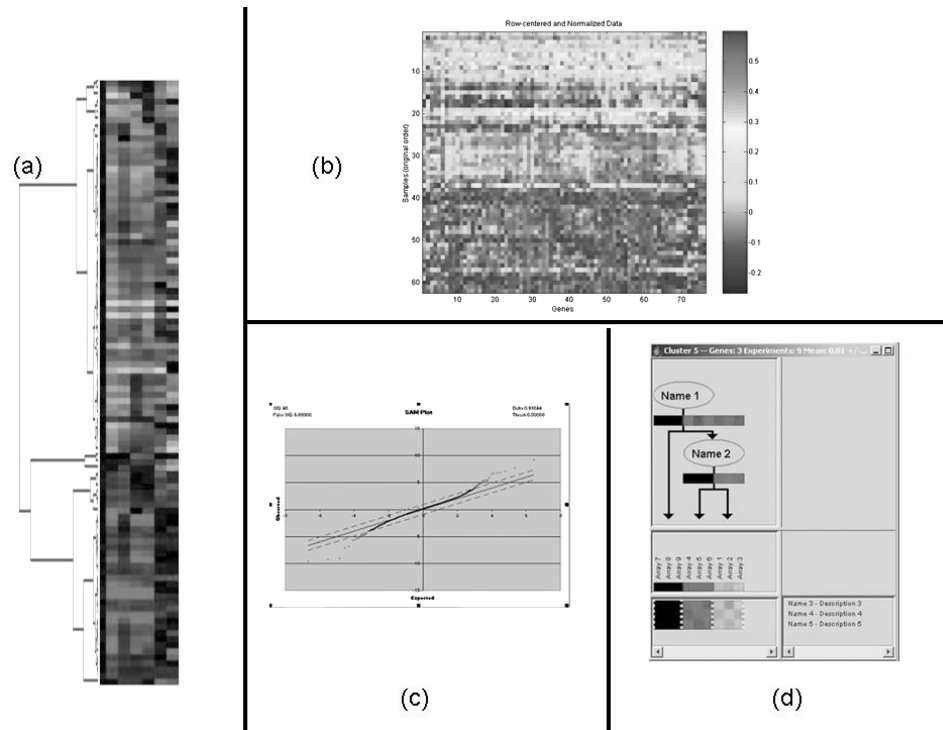 (a)
(b)
Row-centered and Normalized Data
Samples (original order)
10
20
30
40
50
60
10 20 30 40 50 60 70
Genes
0.5
0.4
0.3
0.2
0.1
0
-0.1
-0.2
(c)
SAM Plot
Observed
Expected
(d)
Cluster 5 -- Genes: 3 Experiments: 9 Mean: 0.81 +/-...
Name 1
Name 2
Array 7
Array 8
Array 9
Array 4
Array 5
Array 6
Array 1
Array 2
Array 3
Name 3 - Description 3
Name 4 - Description 4
Name 5 - Description 5